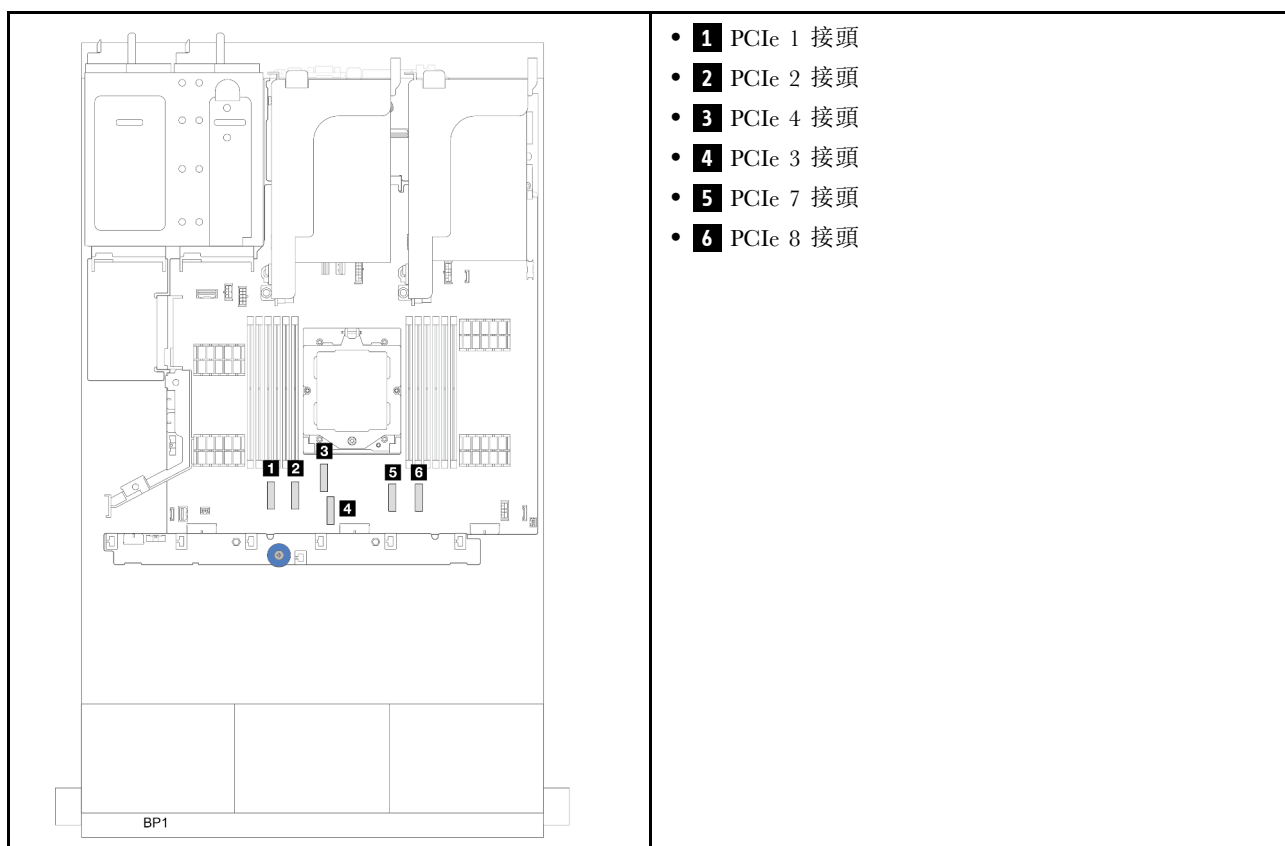 1 2 3 5 6
4
BP1
• 1 PCIe 1 接頭
• 2 PCIe 2 接頭
• 3 PCIe 4 接頭
• 4 PCIe 3 接頭
• 5 PCIe 7 接頭
• 6 PCIe 8 接頭